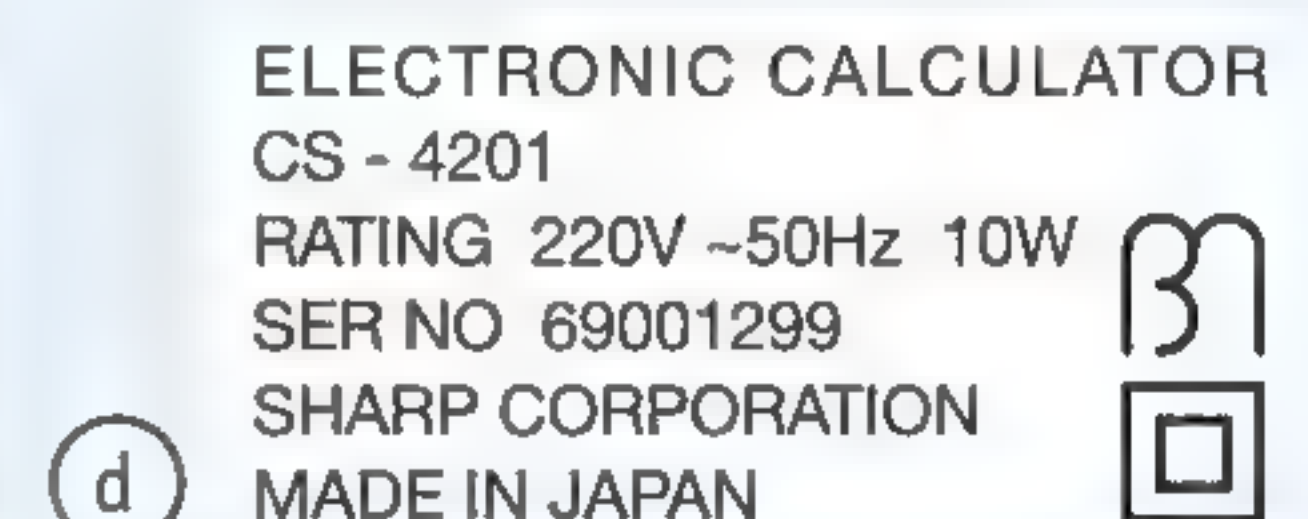 ELECTRONIC CALCULATOR
CS - 4201
RATING 220V ~50Hz 10W
SER NO 69001299
SHARP CORPORATION
d MADE IN JAPAN